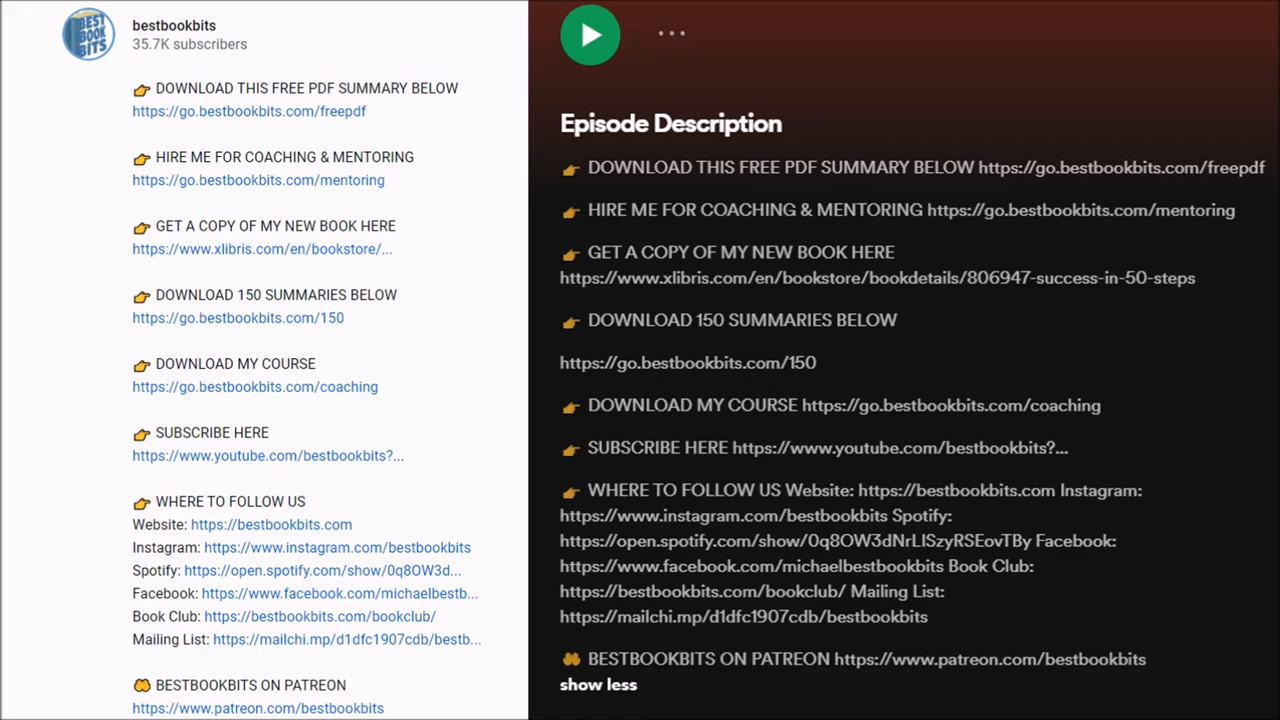 BEST
BOOK
BITS
bestbookbits
35.7K subscribers
👉 DOWNLOAD THIS FREE PDF SUMMARY BELOW
https://go.bestbookbits.com/freepdf
👉 HIRE ME FOR COACHING & MENTORING
https://go.bestbookbits.com/mentoring
👉 GET A COPY OF MY NEW BOOK HERE
https://www.xlibris.com/en/bookstore/...
👉 DOWNLOAD 150 SUMMARIES BELOW
https://go.bestbookbits.com/150
👉 DOWNLOAD MY COURSE
https://go.bestbookbits.com/coaching
👉 SUBSCRIBE HERE
https://www.youtube.com/bestbookbits?...
👉 WHERE TO FOLLOW US
Website: https://bestbookbits.com
Instagram: https://www.instagram.com/bestbookbits
Spotify: https://open.spotify.com/show/0q8OW3d...
Facebook: https://www.facebook.com/michaelbestb...
Book Club: https://bestbookbits.com/bookclub/
Mailing List: https://mailchi.mp/d1dfc1907cdb/bestb...
🤲 BESTBOOKBITS ON PATREON
https://www.patreon.com/bestbookbits
Episode Description
👉 DOWNLOAD THIS FREE PDF SUMMARY BELOW https://go.bestbookbits.com/freepdf
👉 HIRE ME FOR COACHING & MENTORING https://go.bestbookbits.com/mentoring
👉 GET A COPY OF MY NEW BOOK HERE
https://www.xlibris.com/en/bookstore/bookdetails/806947-success-in-50-steps
👉 DOWNLOAD 150 SUMMARIES BELOW
https://go.bestbookbits.com/150
👉 DOWNLOAD MY COURSE https://go.bestbookbits.com/coaching
👉 SUBSCRIBE HERE https://www.youtube.com/bestbookbits?...
👉 WHERE TO FOLLOW US Website: https://bestbookbits.com Instagram:
https://www.instagram.com/bestbookbits Spotify:
https://open.spotify.com/show/0q8OW3dNrLISzyRSEovTBy Facebook:
https://www.facebook.com/michaelbestbookbits Book Club:
https://bestbookbits.com/bookclub/ Mailing List:
https://mailchi.mp/d1dfc1907cdb/bestbookbits
🤲 BESTBOOKBITS ON PATREON https://www.patreon.com/bestbookbits
show less